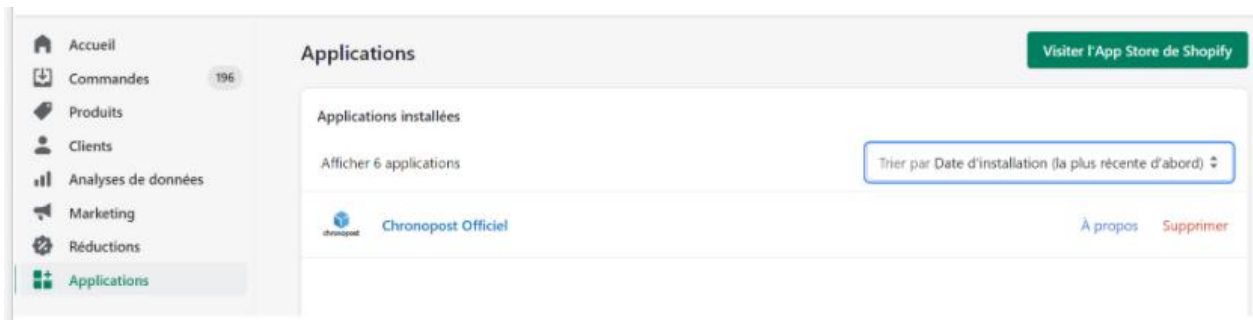 Accueil
Commandes 196
Produits
Clients
Analyses de données
Marketing
Réductions
Applications
Applications
Visiter l'App Store de Shopify
Applications installées
Afficher 6 applications
Trier par Date d'installation (la plus récente d'abord)
chronopost
Chronopost Officiel
À propos
Supprimer